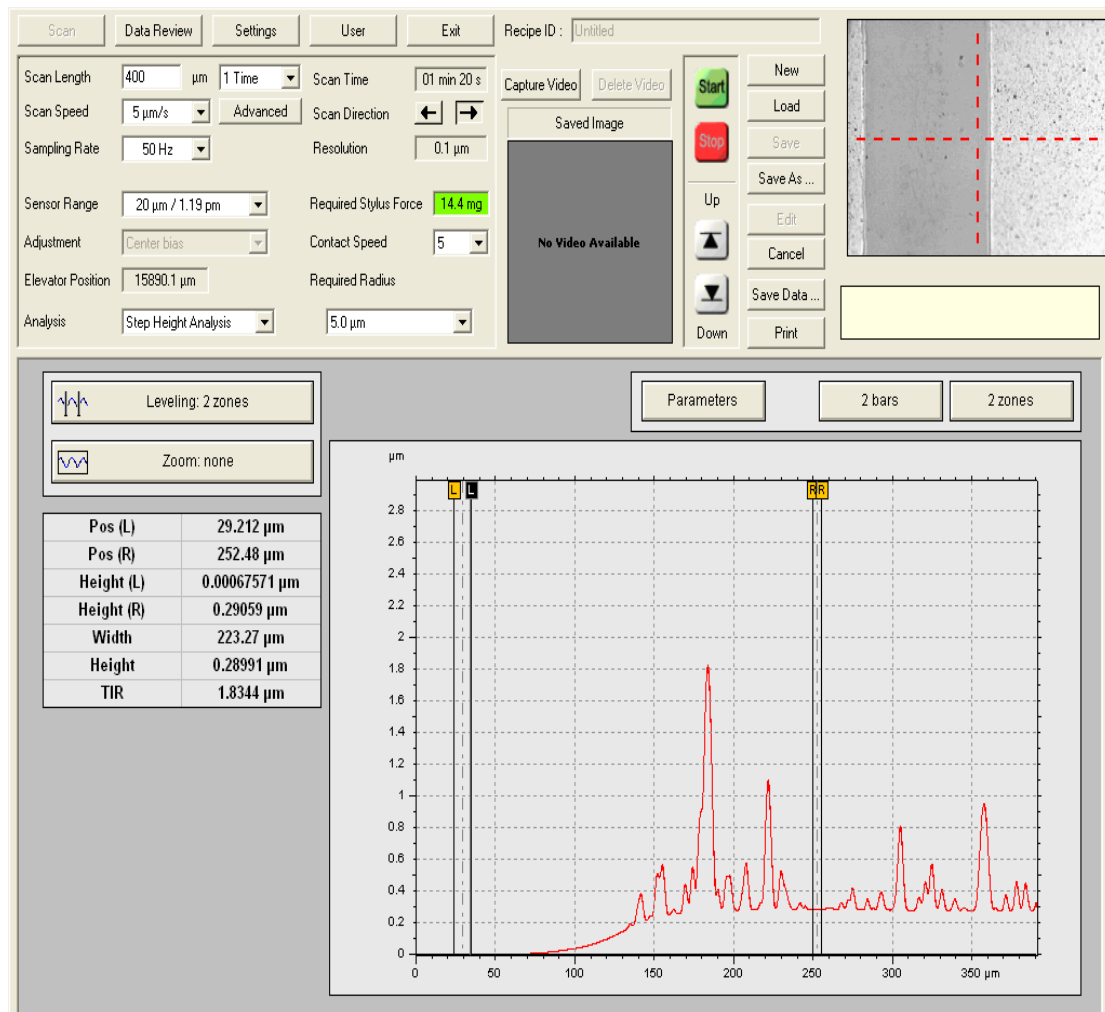 Scan Data Review Settings User Exit Recipe ID : Untitled
Scan Length 400 µm 1 Time Scan Time 01 min 20 s
Scan Speed 5 µm/s Advanced Scan Direction
Sampling Rate 50 Hz Resolution 0.1 µm
Sensor Range 20 µm / 1.19 pm Required Stylus Force 14.4 mg
Adjustment Center bias Contact Speed 5
Elevator Position 15890.1 µm Required Radius
Analysis Step Height Analysis 5.0 µm
Capture Video Delete Video
Saved Image
No Video Available
Start
Stop
Up
Down
New
Load
Save
Save As ...
Edit
Cancel
Save Data ...
Print
Leveling: 2 zones
Zoom: none
Parameters 2 bars 2 zones
Pos (L) 29.212 µm
Pos (R) 252.48 µm
Height (L) 0.00067571 µm
Height (R) 0.29059 µm
Width 223.27 µm
Height 0.28991 µm
TIR 1.8344 µm
µm
L L R R
2.8
2.6
2.4
2.2
2
1.8
1.6
1.4
1.2
1
0.8
0.6
0.4
0.2
0
0 50 100 150 200 250 300 350 µm